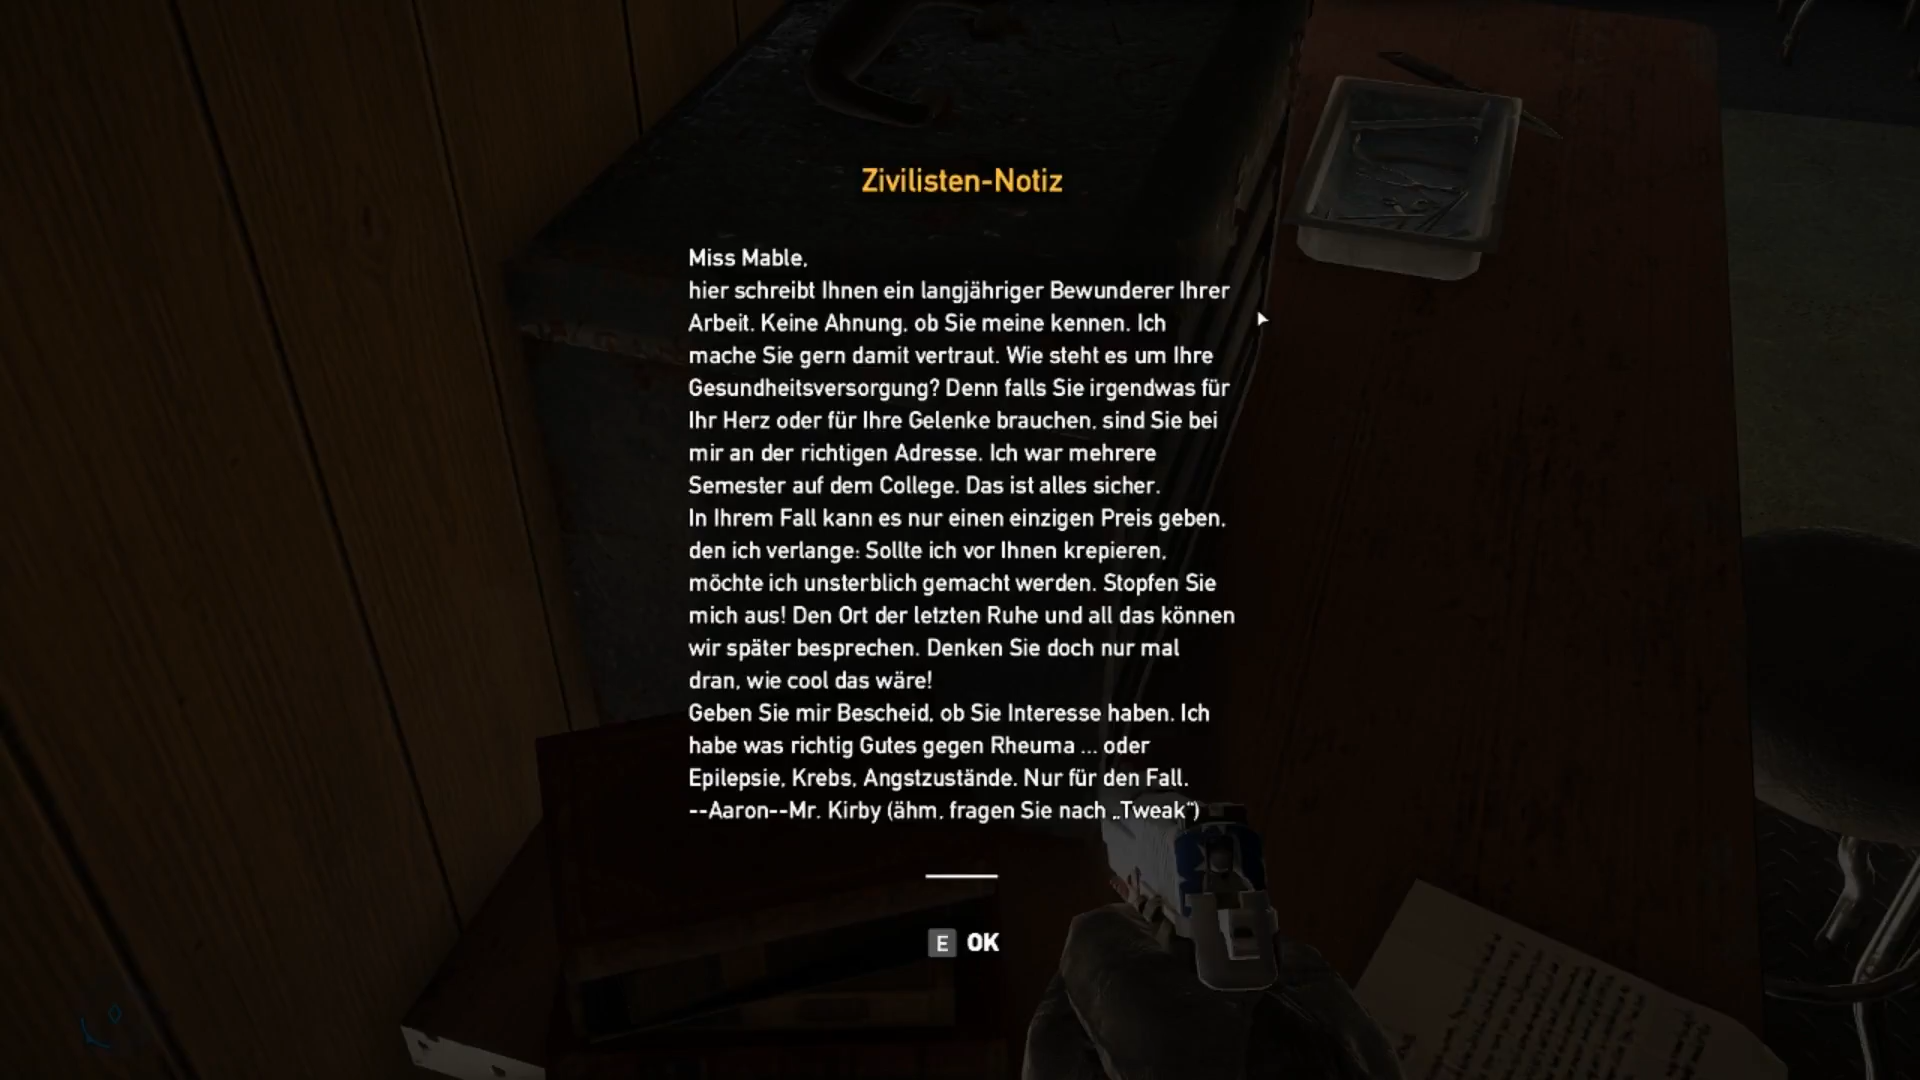 Zivilisten-Notiz
Miss Mable,
hier schreibt Ihnen ein langjähriger Bewunderer Ihrer
Arbeit. Keine Ahnung, ob Sie meine kennen. Ich
mache Sie gern damit vertraut. Wie steht es um Ihre
Gesundheitsversorgung? Denn falls Sie irgendwas für
Ihr Herz oder für Ihre Gelenke brauchen, sind Sie bei
mir an der richtigen Adresse. Ich war mehrere
Semester auf dem College. Das ist alles sicher.
In Ihrem Fall kann es nur einen einzigen Preis geben,
den ich verlange: Sollte ich vor Ihnen krepieren,
möchte ich unsterblich gemacht werden. Stopfen Sie
mich aus! Den Ort der letzten Ruhe und all das können
wir später besprechen. Denken Sie doch nur mal
dran, wie cool das wäre!
Geben Sie mir Bescheid, ob Sie Interesse haben. Ich
habe was richtig Gutes gegen Rheuma ... oder
Epilepsie, Krebs, Angstzustände. Nur für den Fall.
--Aaron--Mr. Kirby (ähm, fragen Sie nach „Tweak“)
E OK